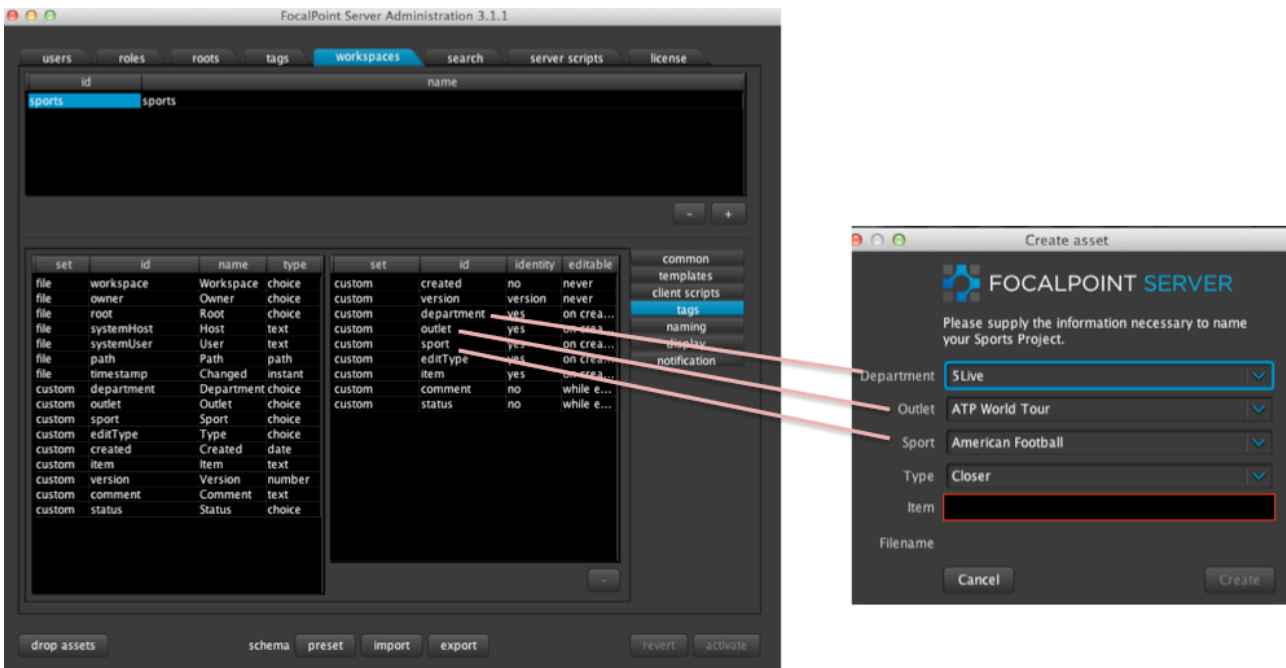 FocalPoint Server Administration 3.1.1
users roles roots tags workspaces search server scripts license
id name
sports sports
- +
set id name type
file workspace Workspace choice
file owner Owner choice
file root Root choice
file systemHost Host text
file systemUser User text
file path Path path
file timestamp Changed instant
custom department Department choice
custom outlet Outlet choice
custom sport Sport choice
custom editType Type choice
custom created Created date
custom item Item text
custom version Version number
custom comment Comment text
custom status Status choice
set id identity editable
custom created no never
custom version version never
custom department yes on crea...
custom outlet yes on crea...
custom sport yes on crea...
custom editType yes on crea...
custom item yes on crea...
custom comment no while e...
custom status no while e...
-
common
templates
client scripts
tags
naming
display
notification
drop assets schema preset import export revert activate
Create asset
FOCALPOINT SERVER
Please supply the information necessary to name
your Sports Project.
Department 5Live
Outlet ATP World Tour
Sport American Football
Type Closer
Item
Filename
Cancel Create